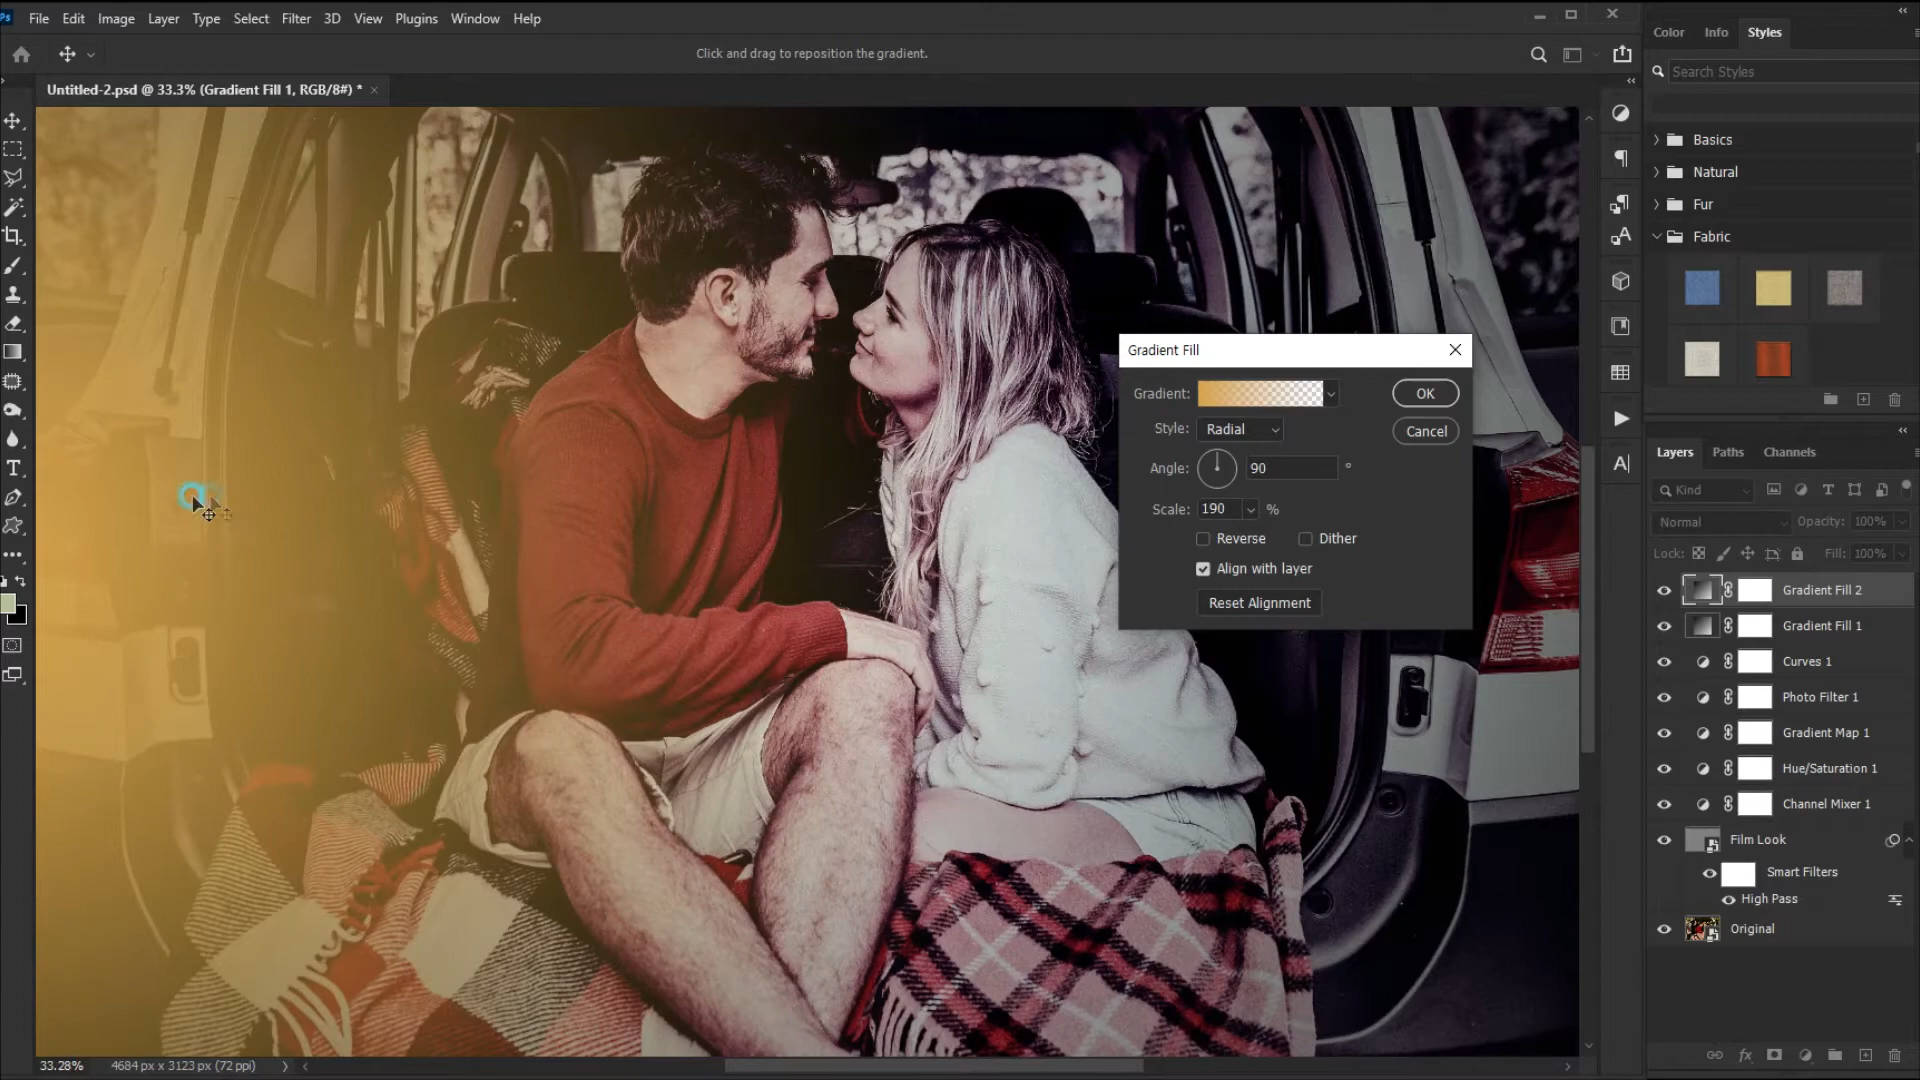 Ps File Edit Image Layer Type Select Filter 3D View Plugins Window Help
Click and drag to reposition the gradient.
Untitled-2.psd @ 33.3% (Gradient Fill 1, RGB/8#) *
Color Info Styles
Search Styles
Basics
Natural
Fur
Fabric
Gradient Fill
Gradient: OK
Style: Radial Cancel
Angle: 90 °
Scale: 190 %
Reverse Dither
Align with layer
Reset Alignment
Layers Paths Channels
Kind
Normal Opacity: 100%
Lock: Fill: 100%
Gradient Fill 2
Gradient Fill 1
Curves 1
Photo Filter 1
Gradient Map 1
Hue/Saturation 1
Channel Mixer 1
Film Look
Smart Filters
High Pass
Original
33.28% 4684 px x 3123 px (72 ppi)